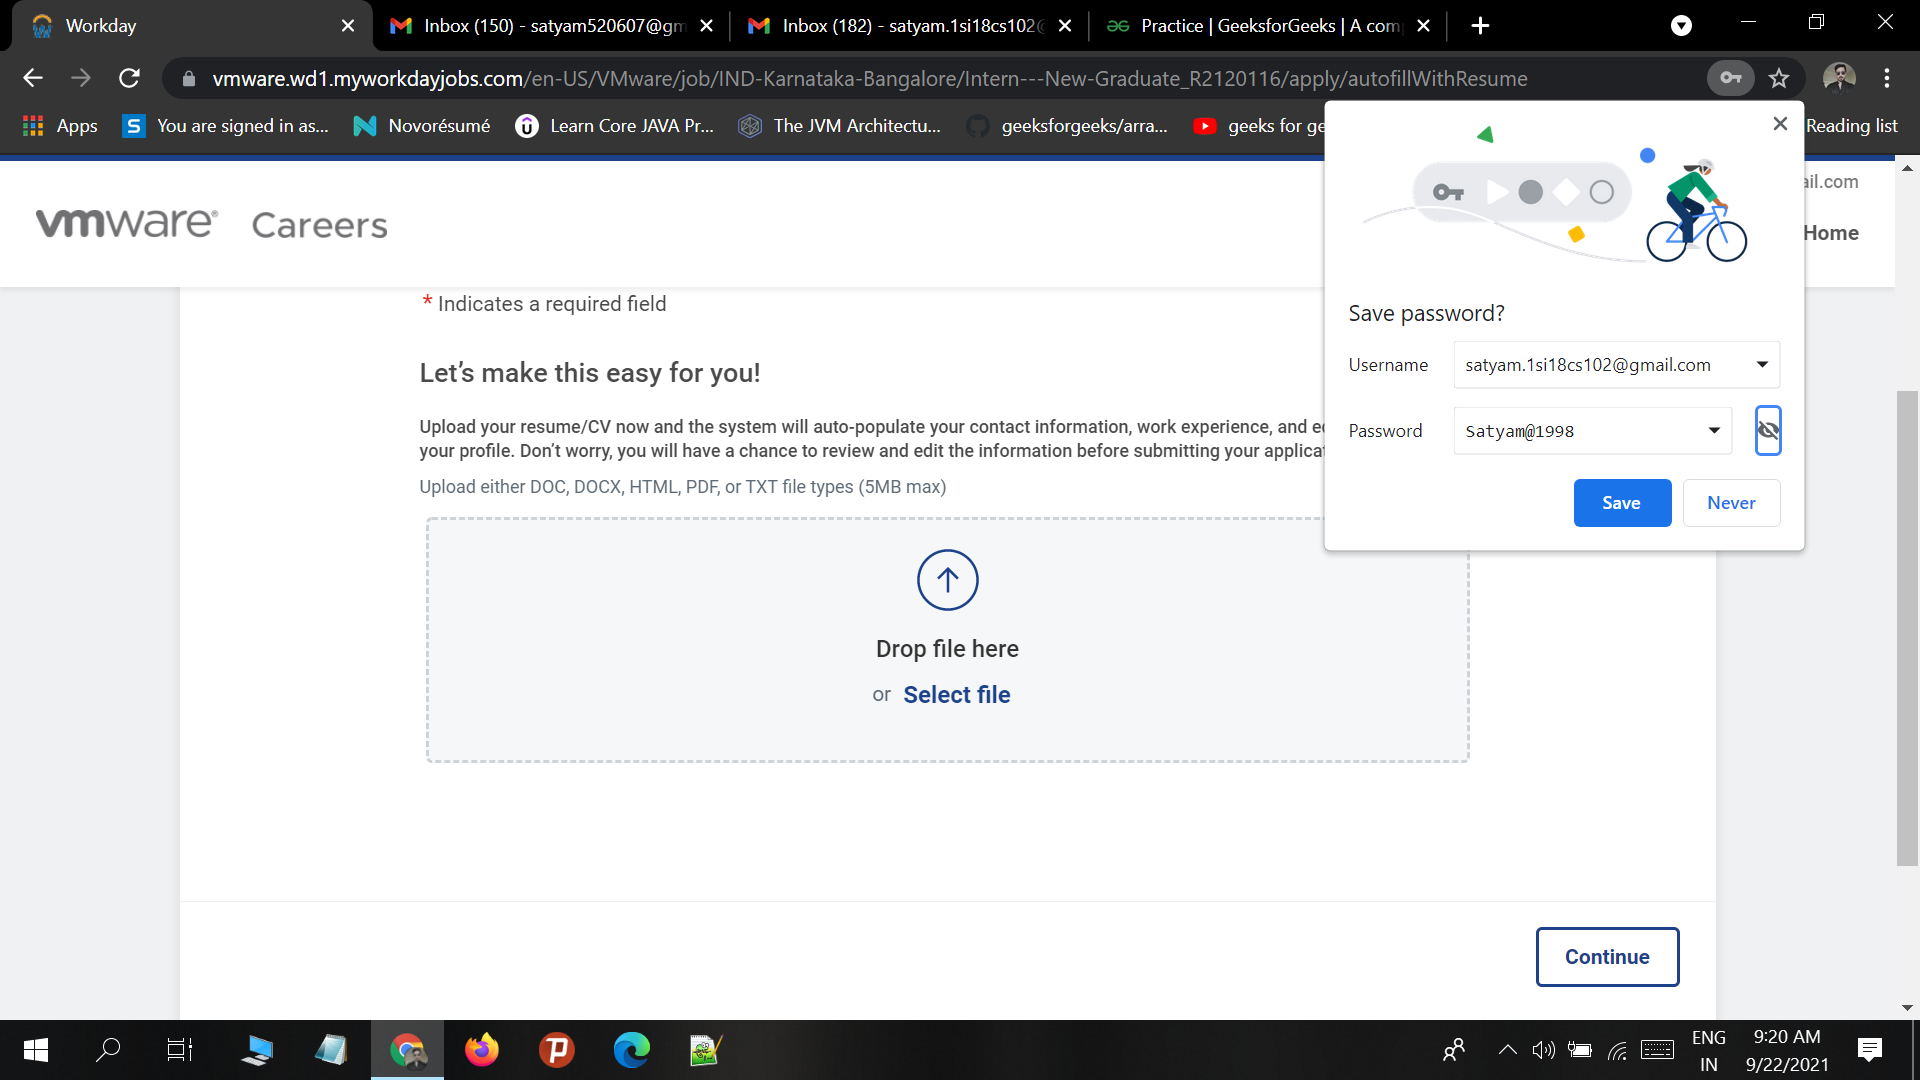 Workday
Inbox (150) - satyam520607@gm
Inbox (182) - satyam.1si18cs102@
Practice | GeeksforGeeks | A com
vmware.wd1.myworkdayjobs.com/en-US/VMware/job/IND-Karnataka-Bangalore/Intern---New-Graduate_R2120116/apply/autofillWithResume
Apps
You are signed in as...
Novorésumé
Learn Core JAVA Pr...
The JVM Architectu...
geeksforgeeks/arra...
geeks for ge
Reading list
ail.com
vmware® Careers
Home
* Indicates a required field
Let's make this easy for you!
Upload your resume/CV now and the system will auto-populate your contact information, work experience, and e
your profile. Don't worry, you will have a chance to review and edit the information before submitting your applica
Upload either DOC, DOCX, HTML, PDF, or TXT file types (5MB max)
Drop file here
or Select file
Continue
Save password?
Username satyam.1si18cs102@gmail.com
Password Satyam@1998
Save Never
ENG
IN
9:20 AM
9/22/2021